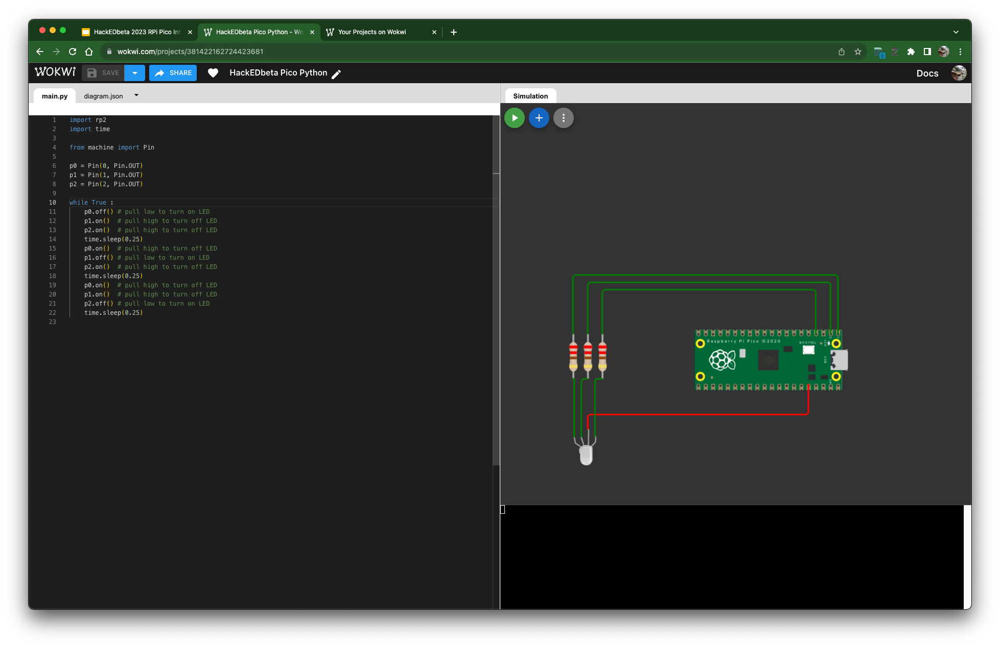 HackEDbeta 2023 RPi Pico Int
HackEDbeta Pico Python - Wo
Your Projects on Wokwi
wokwi.com/projects/381422162724423681
0
WOKWi
SAVE
SHARE
HackEDbeta Pico Python
Docs
main.py
diagram.json
1 import rp2
2 import time
3
4 from machine import Pin
5
6 p0 = Pin(0, Pin.OUT)
7 p1 = Pin(1, Pin.OUT)
8 p2 = Pin(2, Pin.OUT)
9
10 while True :
11 p0.off() # pull low to turn on LED
12 p1.on() # pull high to turn off LED
13 p2.on() # pull high to turn off LED
14 time.sleep(0.25)
15 p0.on() # pull high to turn off LED
16 p1.off() # pull low to turn on LED
17 p2.on() # pull high to turn off LED
18 time.sleep(0.25)
19 p0.on() # pull high to turn off LED
20 p1.on() # pull high to turn off LED
21 p2.off() # pull low to turn on LED
22 time.sleep(0.25)
23
Simulation
Raspberry Pi Pico ©2020
BOOTSEL
LED
USB